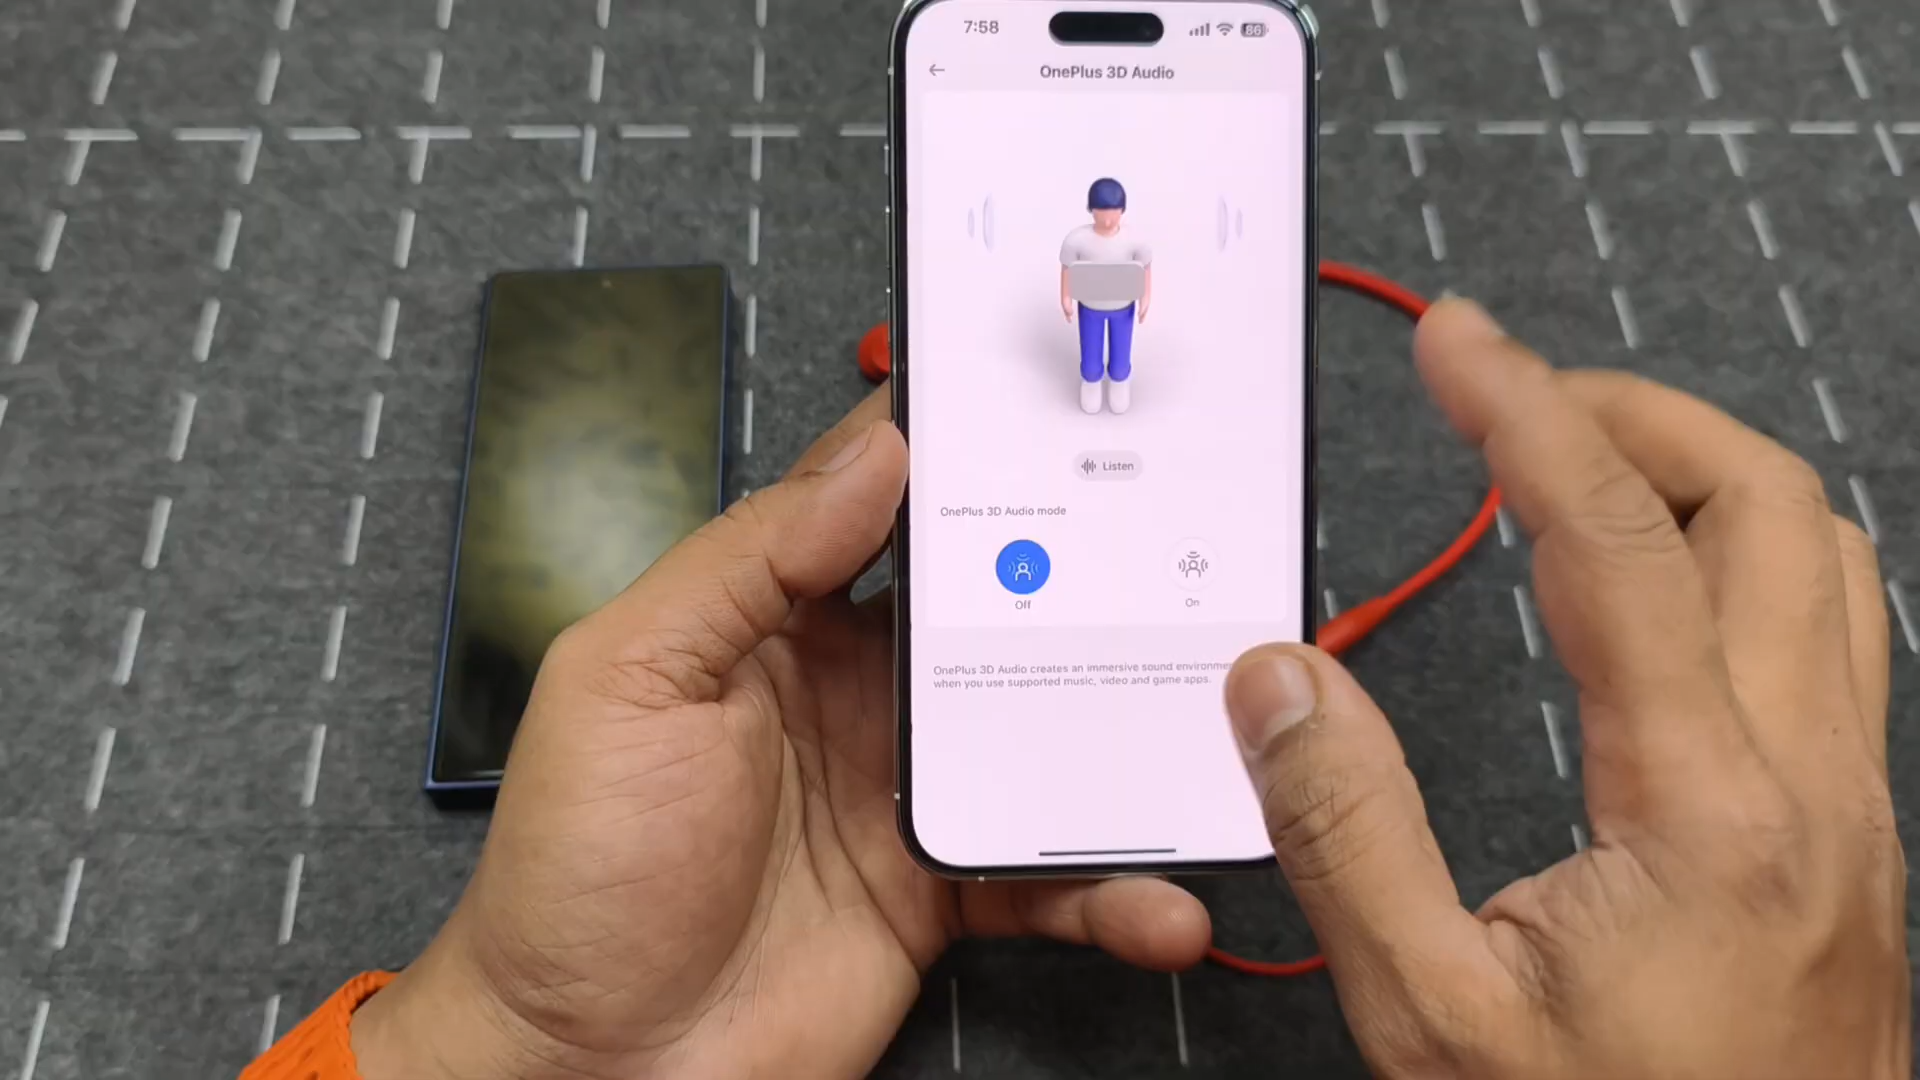 7:58
86
OnePlus 3D Audio
Listen
OnePlus 3D Audio mode
Off
On
OnePlus 3D Audio creates an immersive sound
when you use supported music, video and game apps.